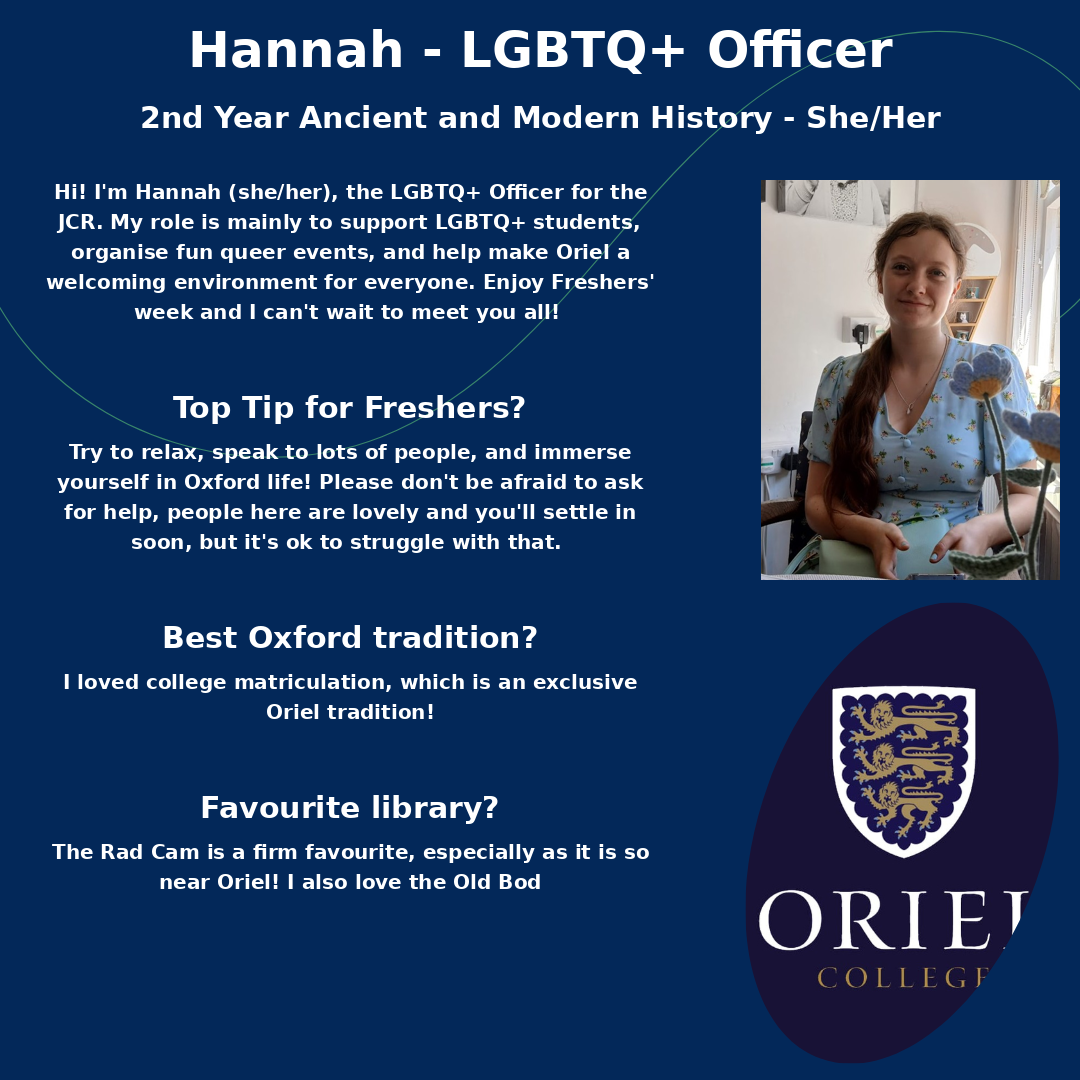 Hannah - LGBTQ+ Officer
2nd Year Ancient and Modern History - She/Her
Hi! I'm Hannah (she/her), the LGBTQ+ Officer for the
JCR. My role is mainly to support LGBTQ+ students,
organise fun queer events, and help make Oriel a
welcoming environment for everyone. Enjoy Freshers'
week and I can't wait to meet you all!
Top Tip for Freshers?
Try to relax, speak to lots of people, and immerse
yourself in Oxford life! Please don't be afraid to ask
for help, people here are lovely and you'll settle in
soon, but it's ok to struggle with that.
Best Oxford tradition?
I loved college matriculation, which is an exclusive
Oriel tradition!
Favourite library?
The Rad Cam is a firm favourite, especially as it is so
near Oriel! I also love the Old Bod
ORIEL
COLLEGE